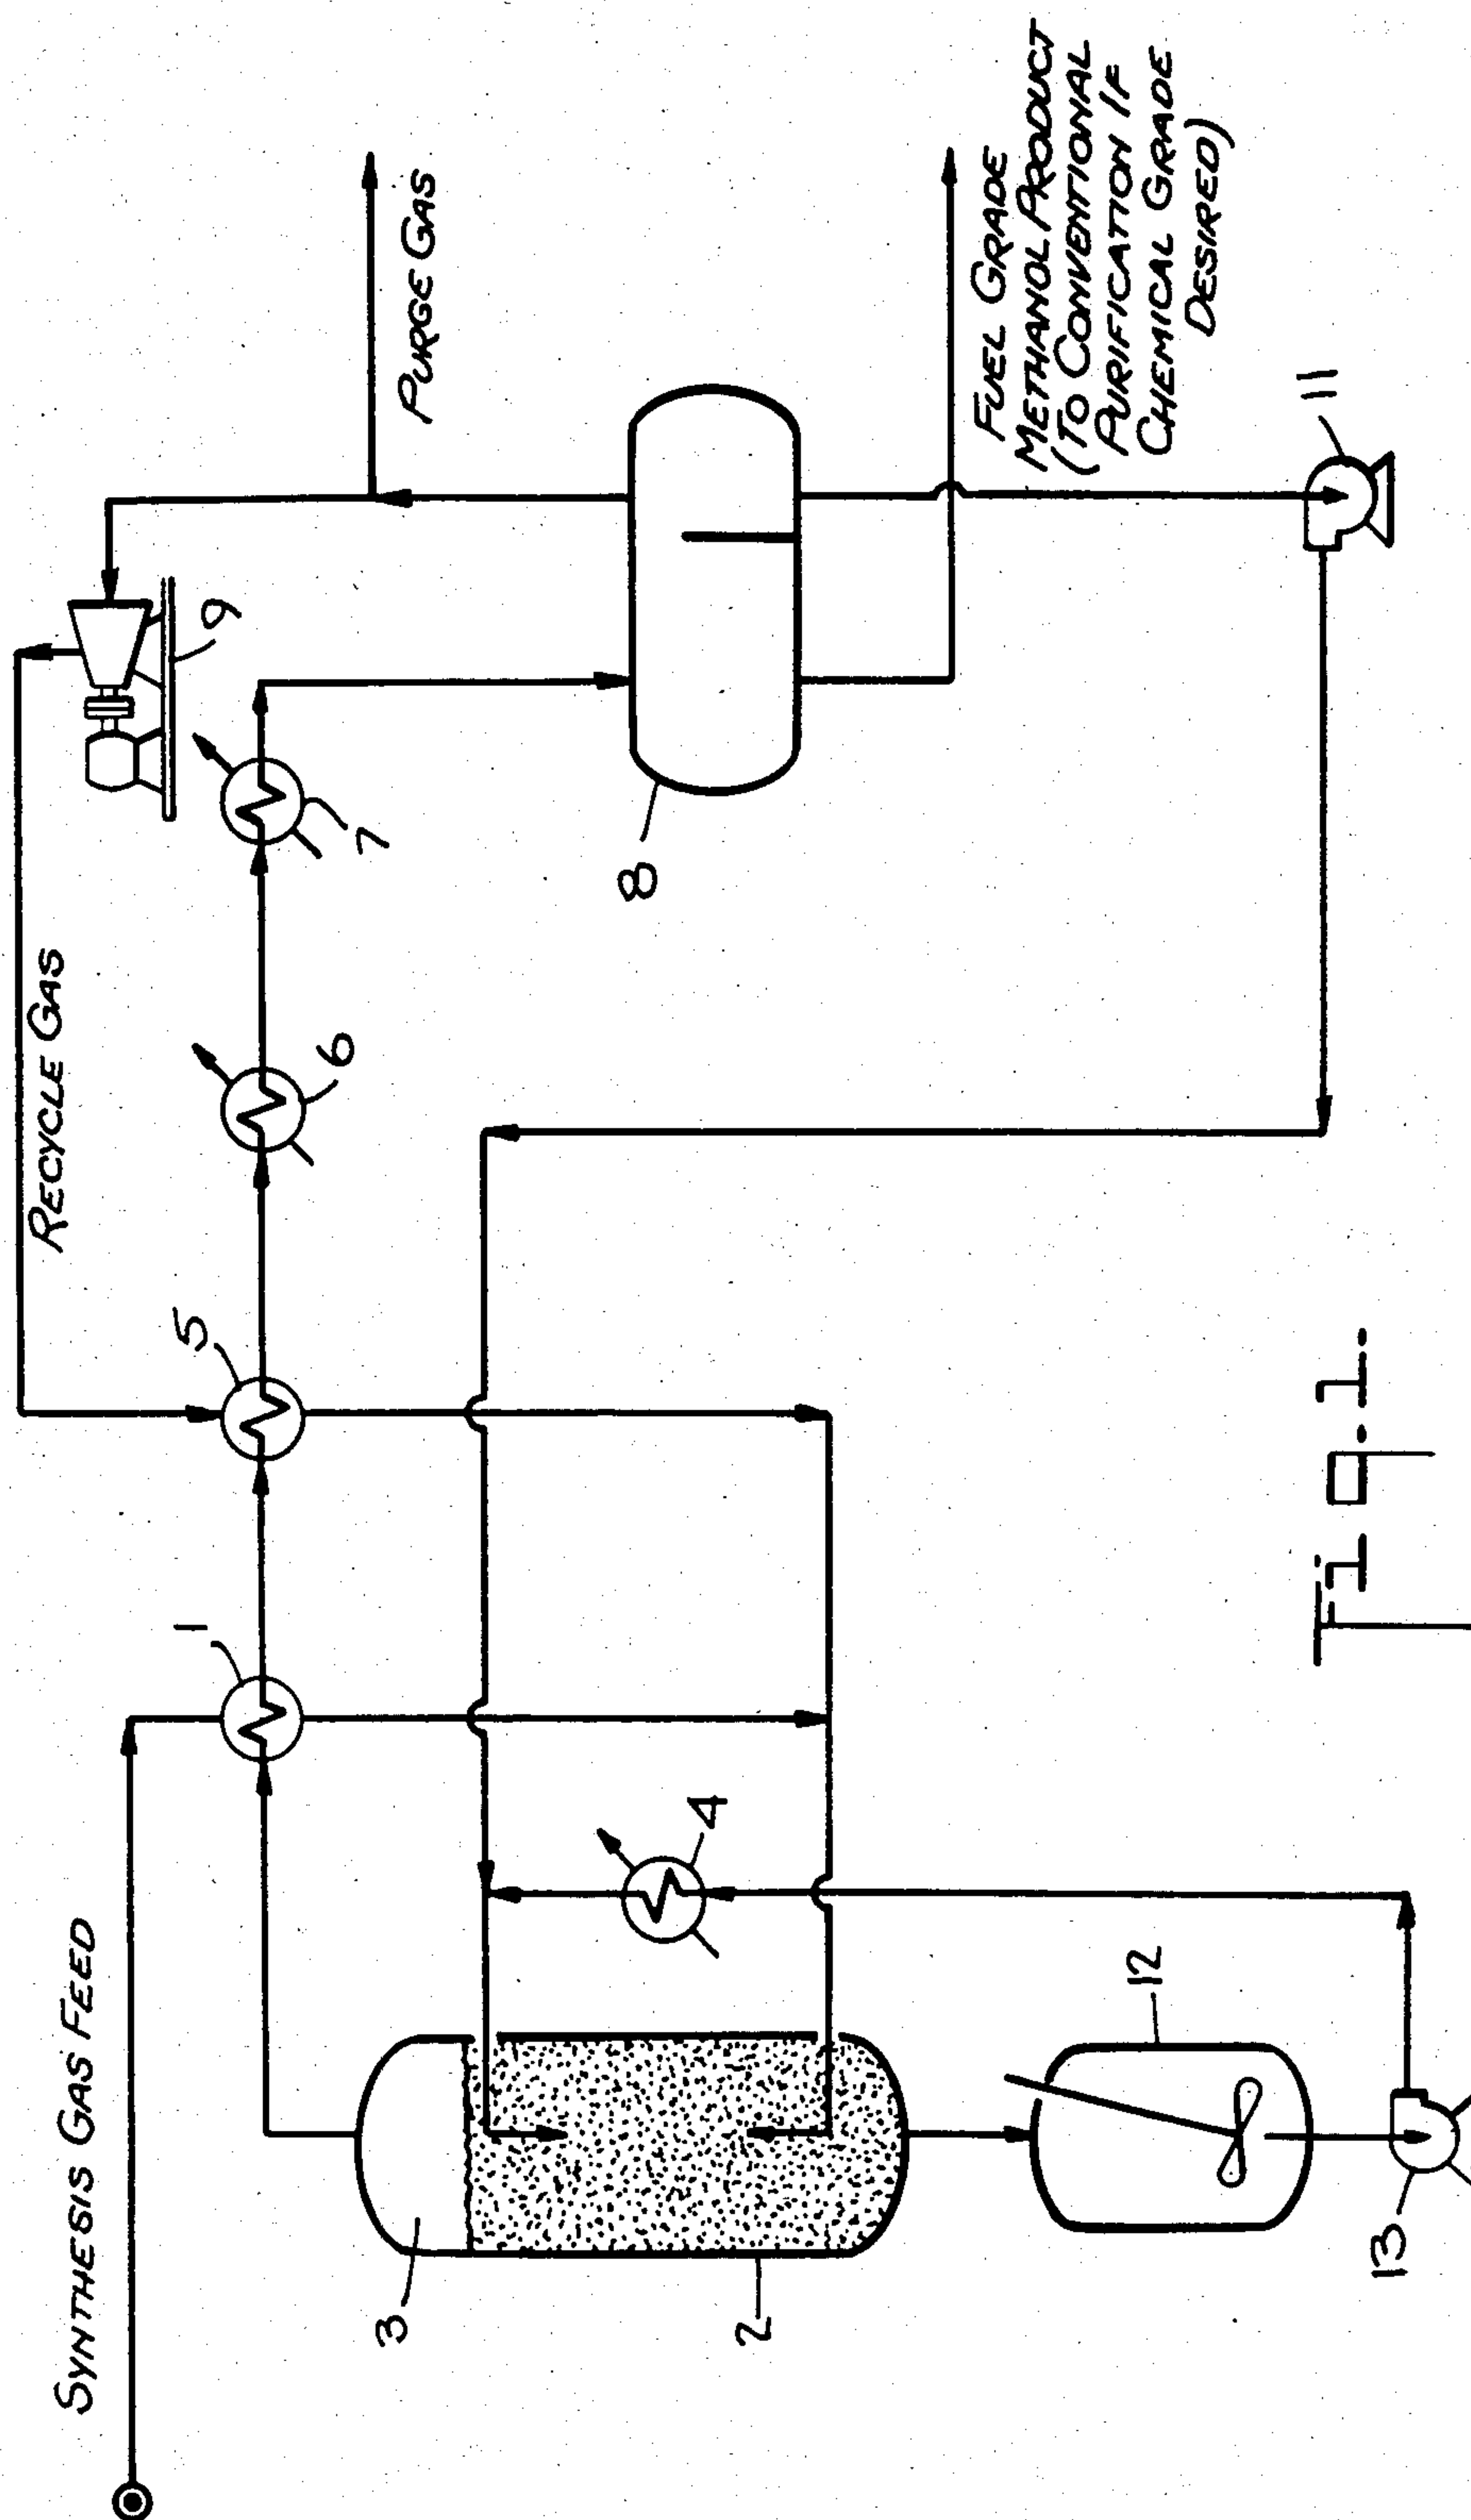 SYNTHESIS GAS FEED
RECYCLE GAS
1
5
6
7
9
PURGE GAS
3
2
4
8
FUEL GRADE
METHANOL PRODUCT
(TO CONVENTIONAL
PURIFICATION IF
CHEMICAL GRADE
DESIRED)
12
13
11
Fig. 1.